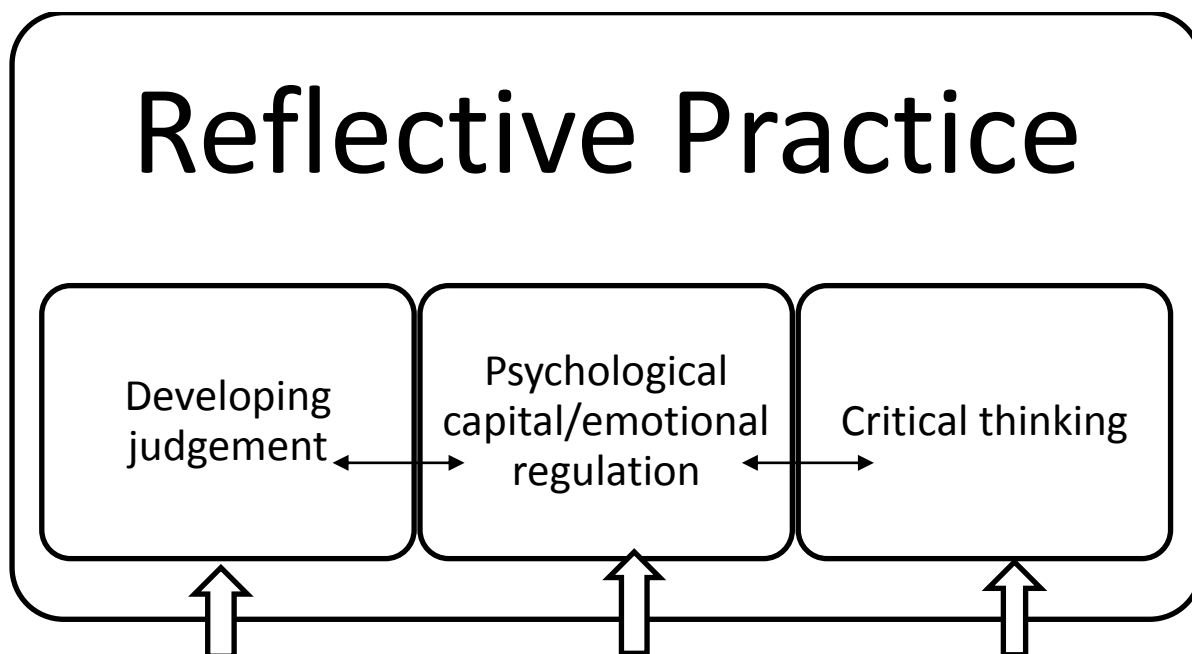 Reflective Practice
Developing
judgement
Psychological
capital/emotional
regulation
Critical thinking